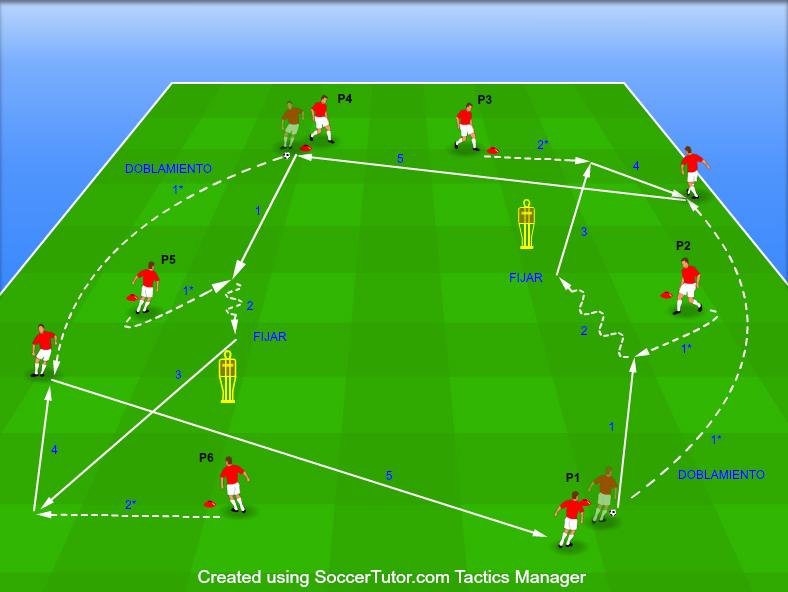 P4
P3
5
2*
4
DOBLAMIENTO
1*
1
3
P5
1*
2
FIJAR
P2
FIJAR
2
1*
3
1
4
P6
5
1*
P1
DOBLAMIENTO
2*
Created using SoccerTutor.com Tactics Manager